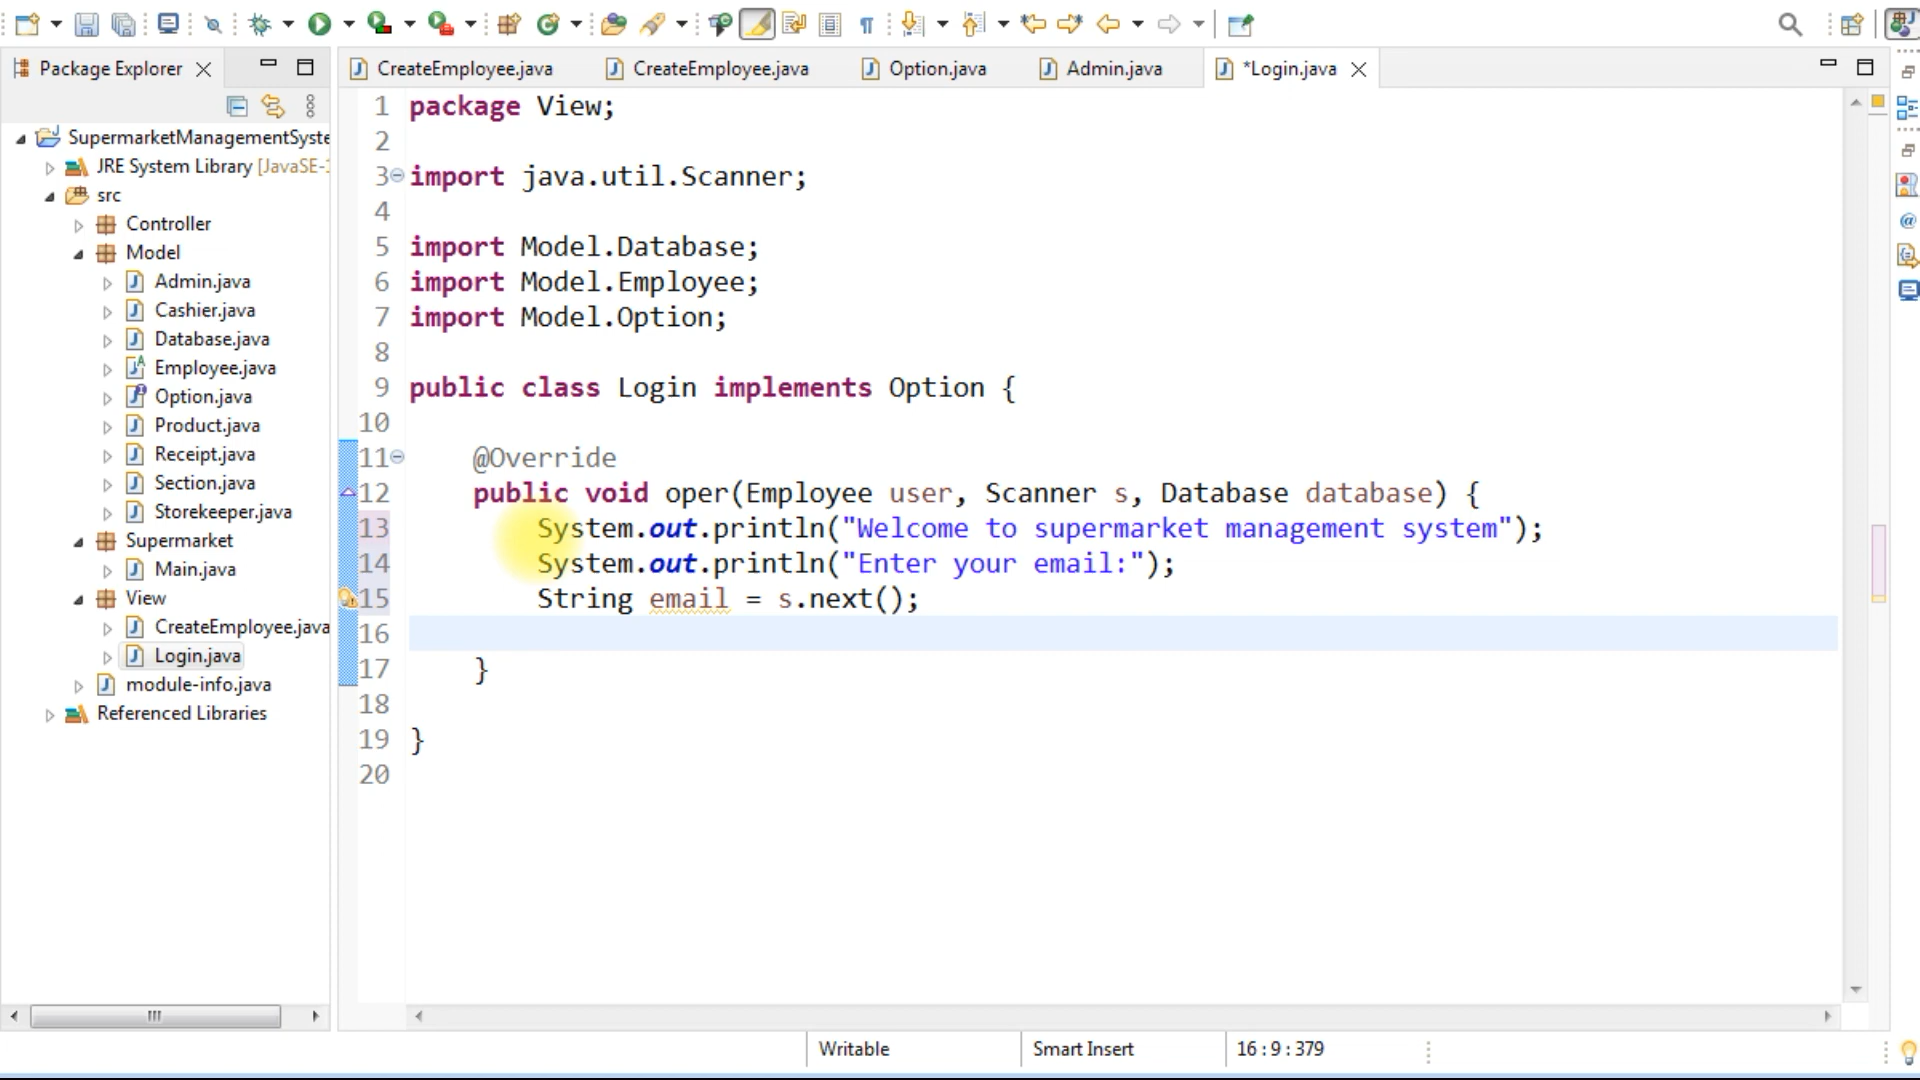 Package Explorer
CreateEmployee.java
CreateEmployee.java
Option.java
Admin.java
*Login.java
SupermarketManagementSyste
JRE System Library [JavaSE-1
src
Controller
Model
Admin.java
Cashier.java
Database.java
Employee.java
Option.java
Product.java
Receipt.java
Section.java
Storekeeper.java
Supermarket
Main.java
View
CreateEmployee.java
Login.java
module-info.java
Referenced Libraries
1 package View;
2
3 import java.util.Scanner;
4
5 import Model.Database;
6 import Model.Employee;
7 import Model.Option;
8
9 public class Login implements Option {
10
11 @Override
12 public void oper(Employee user, Scanner s, Database database) {
13 System.out.println("Welcome to supermarket management system");
14 System.out.println("Enter your email:");
15 String email = s.next();
16
17 }
18
19 }
20
Writable
Smart Insert
16 : 9 : 379